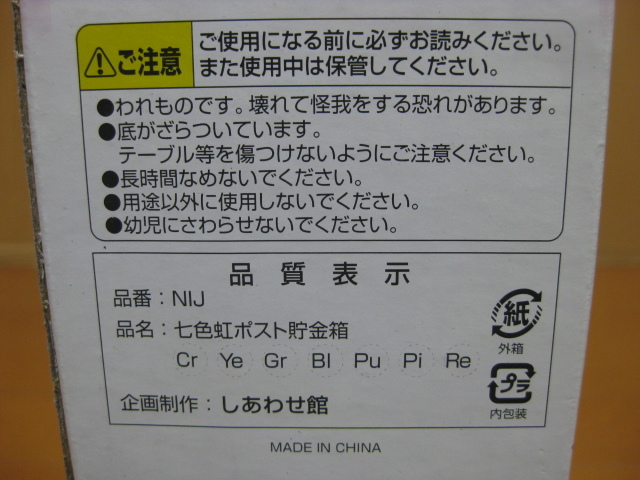 ご注意
ご使用になる前に必ずお読みください。
また使用中は保管してください。
●われものです。壊れて怪我をする恐れがあります。
●底がざらついています。
テーブル等を傷つけないようにご注意ください。
●長時間なめないでください。
●用途以外に使用しないでください。
●幼児にさわらせないでください。
品質表示
品番：NIJ
品名：七色虹ポスト貯金箱
Cr Ye Gr Bl Pu Pi Re
企画制作：しあわせ館
紙
外箱
プラ
内包装
MADE IN CHINA